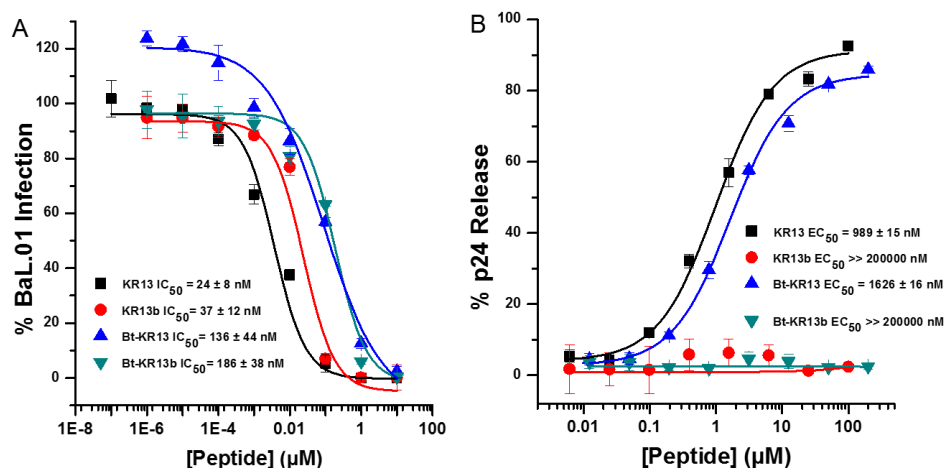 A
% BaL.01 Infection
120
100
80
60
40
20
0
KR13 IC50 = 24 ± 8 nM
KR13b IC50= 37 ± 12 nM
Bt-KR13 IC50 = 136 ± 44 nM
Bt-KR13b IC50 = 186 ± 38 nM
1E-8 1E-6 1E-4 0.01 1 100
[Peptide] (µM)
B
% p24 Release
100
80
60
40
20
0
KR13 EC50 = 989 ± 15 nM
KR13b EC50 >> 200000 nM
Bt-KR13 EC50 = 1626 ± 16 nM
Bt-KR13b EC50 >> 200000 nM
0.01 0.1 1 10 100
[Peptide] (µM)